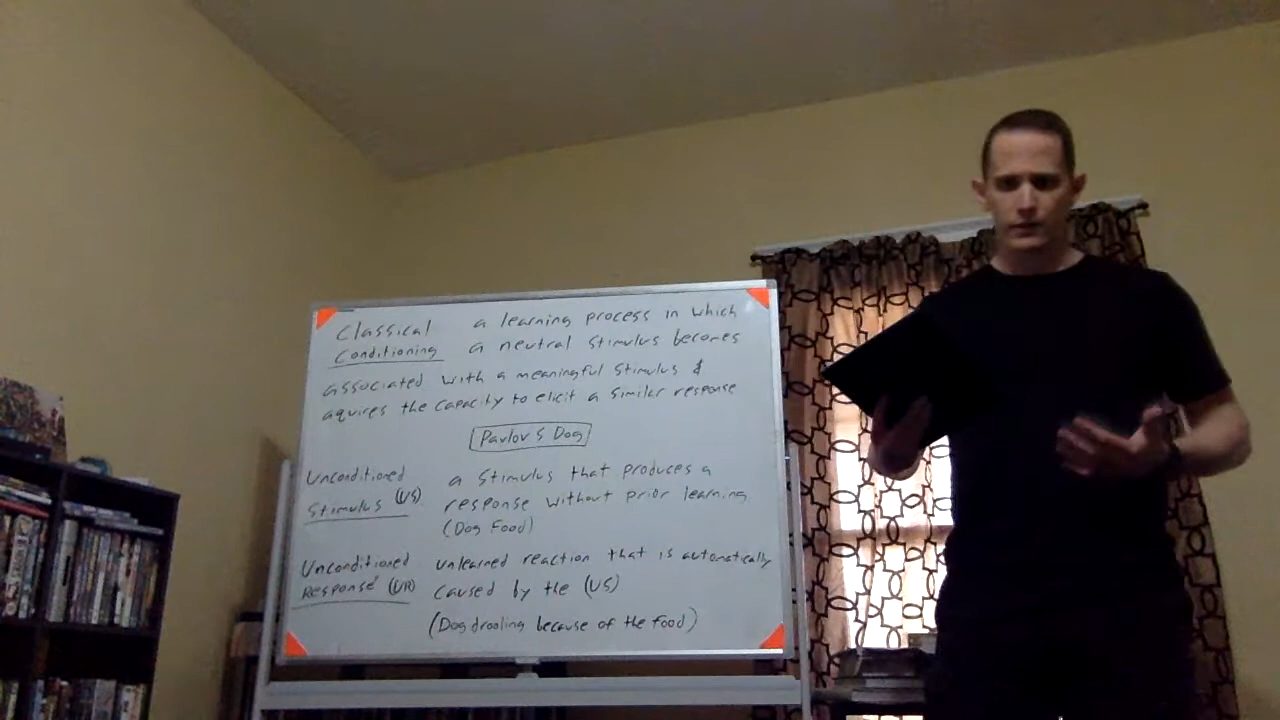 Classical a learning process in which
Conditioning a neutral stimulus becomes
associated with a meaningful stimulus &
aquires the capacity to elicit a similar response
Pavlov's Dog
Unconditioned a stimulus that produces a
Stimulus (US) response without prior learning
(Dog Food)
Unconditioned unlearned reaction that is automatically
Response (UR) caused by the (US)
(Dog drooling because of the food)